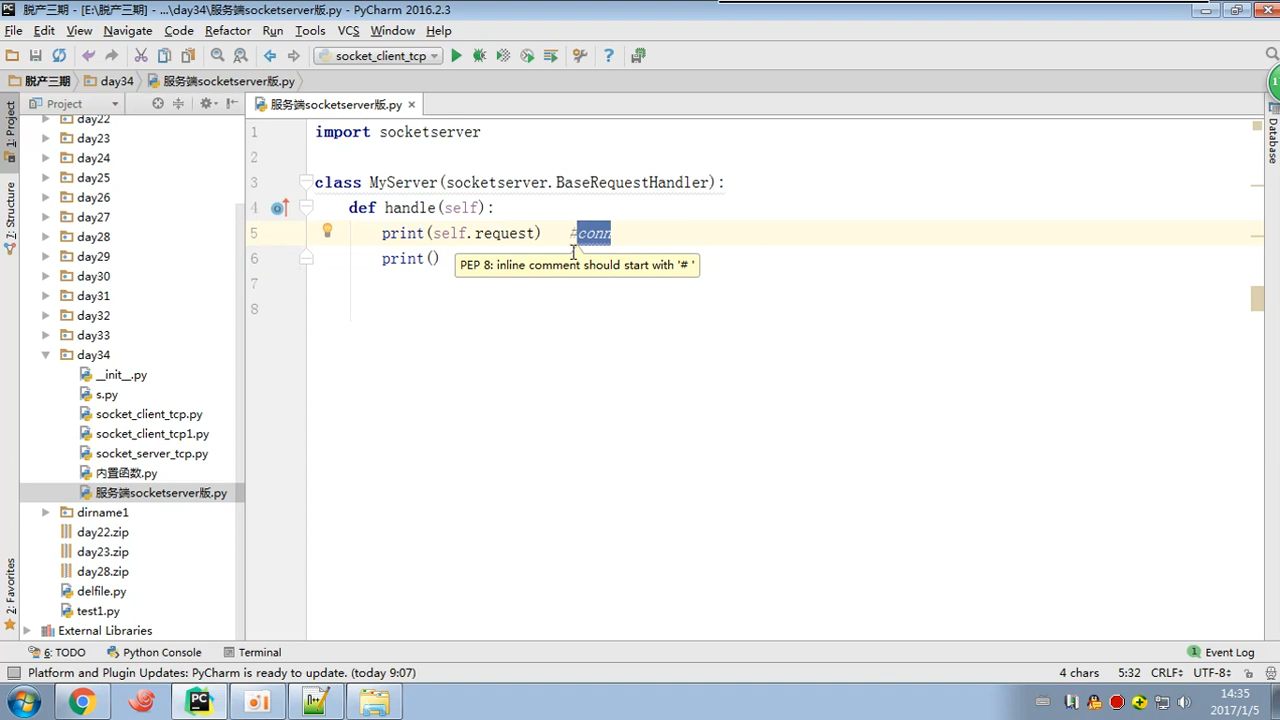 脱产三期 - [E:\脱产三期] - ...\day34\服务端socketserver版.py - PyCharm 2016.2.3
File Edit View Navigate Code Refactor Run Tools VCS Window Help
socket_client_tcp
脱产三期 day34 服务端socketserver版.py
Project
服务端socketserver版.py
1: Project
7: Structure
2: Favorites
Database
day22
day23
day24
day25
day26
day27
day28
day29
day30
day31
day32
day33
day34
__init__.py
s.py
socket_client_tcp.py
socket_client_tcp1.py
socket_server_tcp.py
内置函数.py
服务端socketserver版.py
dirname1
day22.zip
day23.zip
day28.zip
delfile.py
test1.py
External Libraries
1 import socketserver
2
3 class MyServer(socketserver.BaseRequestHandler):
4 def handle(self):
5 print(self.request) #conn
6 print()
7
8
PEP 8: inline comment should start with '# '
6: TODO Python Console Terminal 1 Event Log
Platform and Plugin Updates: PyCharm is ready to update. (today 9:07) 4 chars 5:32 CRLF UTF-8
14:35
2017/1/5